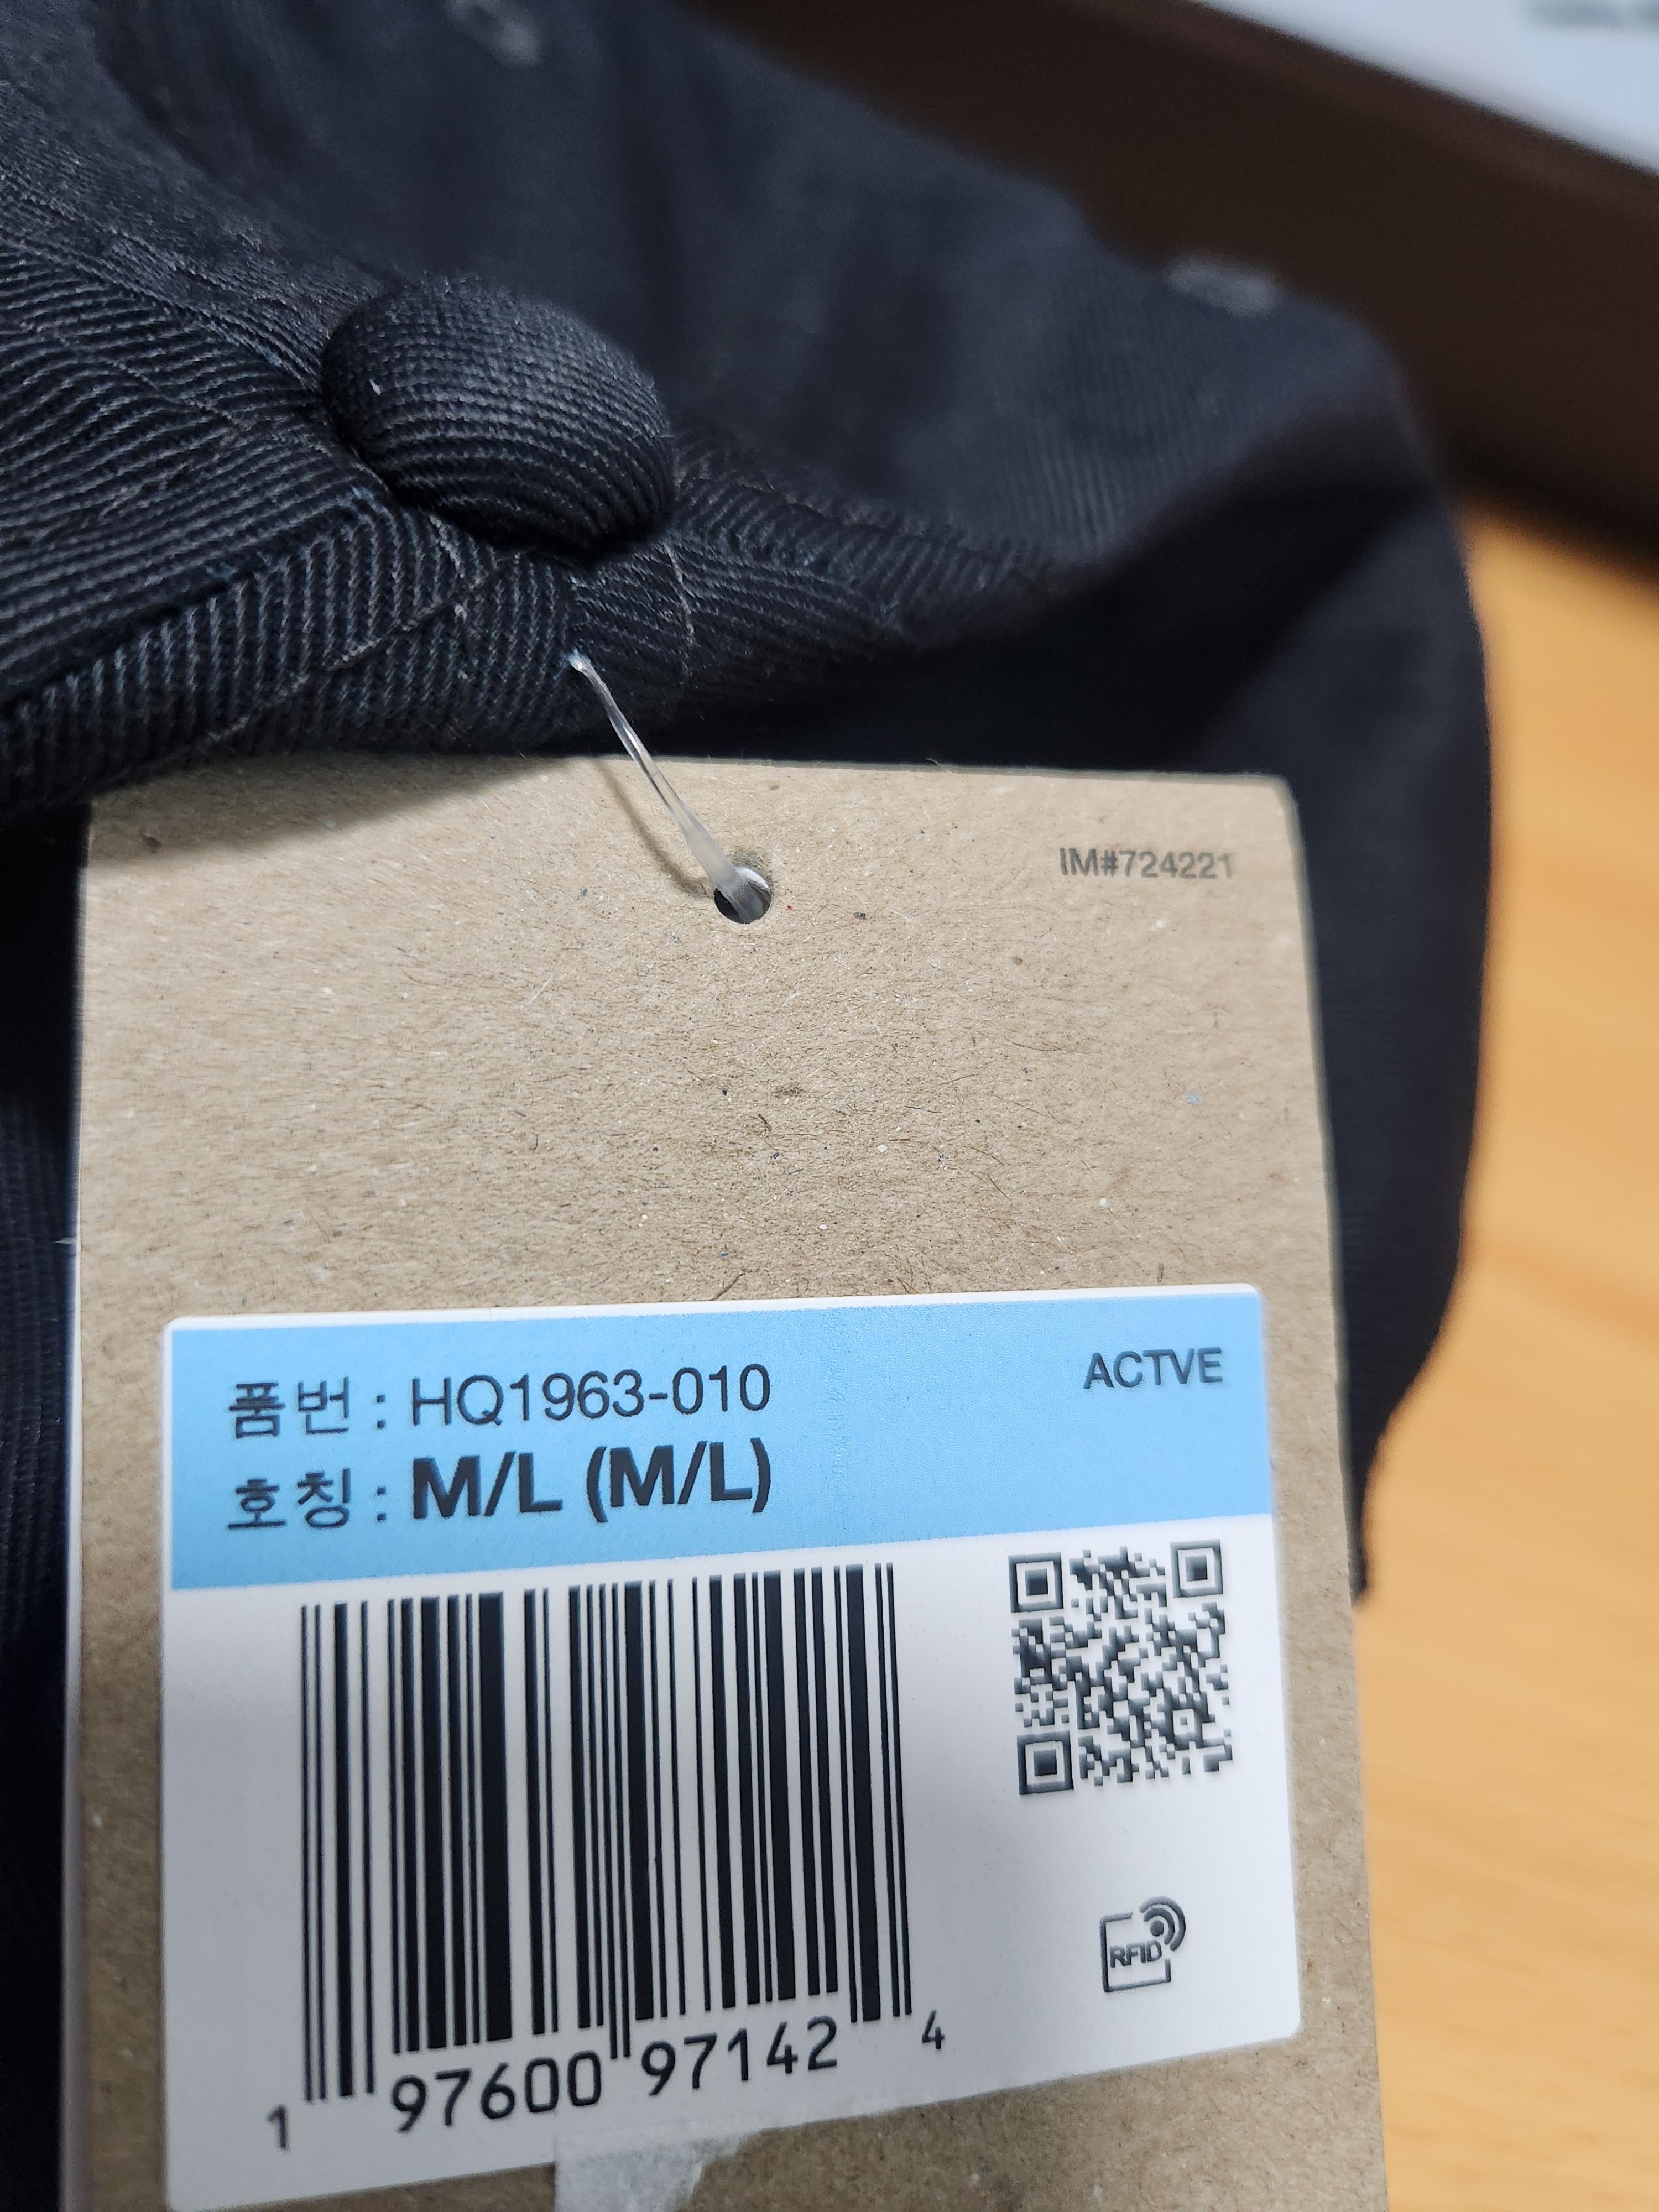 IM#724221
품번 : HQ1963-010
ACTVE
호칭 : M/L (M/L)
RFID
1 97600 97142 4